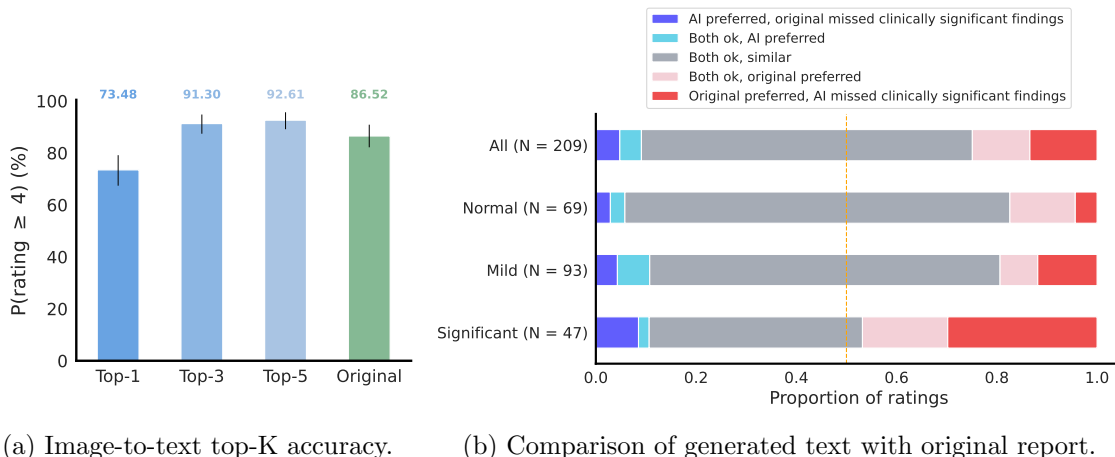 73.48 91.30 92.61 86.52
100
80
60
40
20
0
P(rating ≥ 4) (%)
Top-1 Top-3 Top-5 Original
(a) Image-to-text top-K accuracy.
AI preferred, original missed clinically significant findings
Both ok, AI preferred
Both ok, similar
Both ok, original preferred
Original preferred, AI missed clinically significant findings
All (N = 209)
Normal (N = 69)
Mild (N = 93)
Significant (N = 47)
0.0 0.2 0.4 0.6 0.8 1.0
Proportion of ratings
(b) Comparison of generated text with original report.